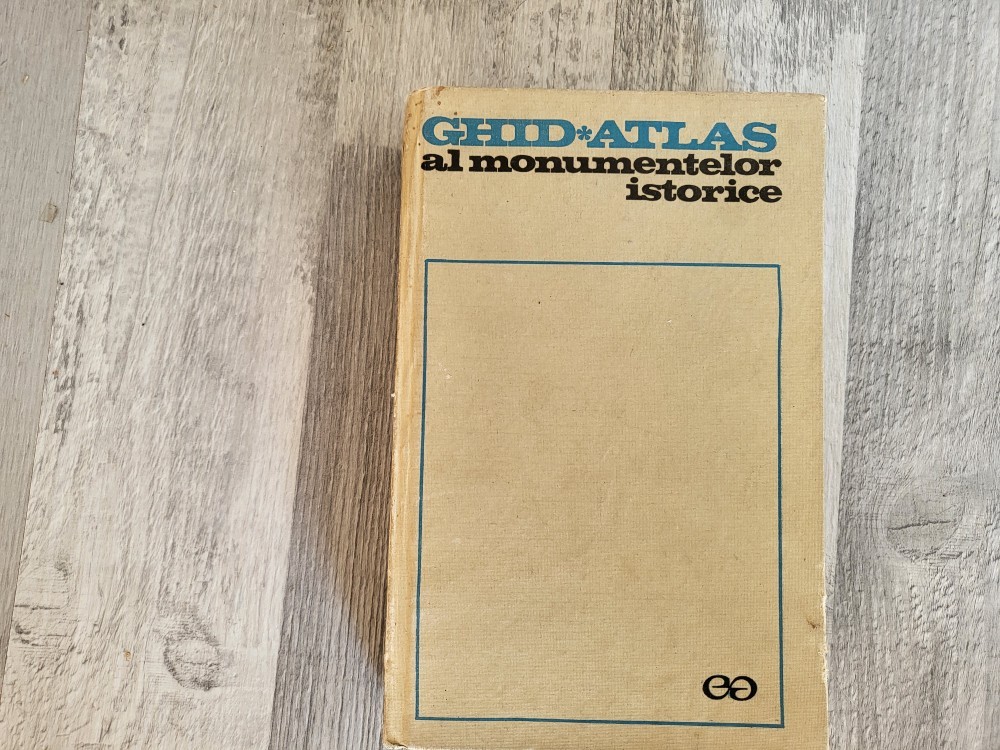 GHID*ATLAS
al monumentelor
istorice